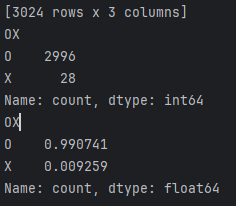 [3024 rows x 3 columns]
OX
O    2996
X      28
Name: count, dtype: int64
OX
O    0.990741
X    0.009259
Name: count, dtype: float64